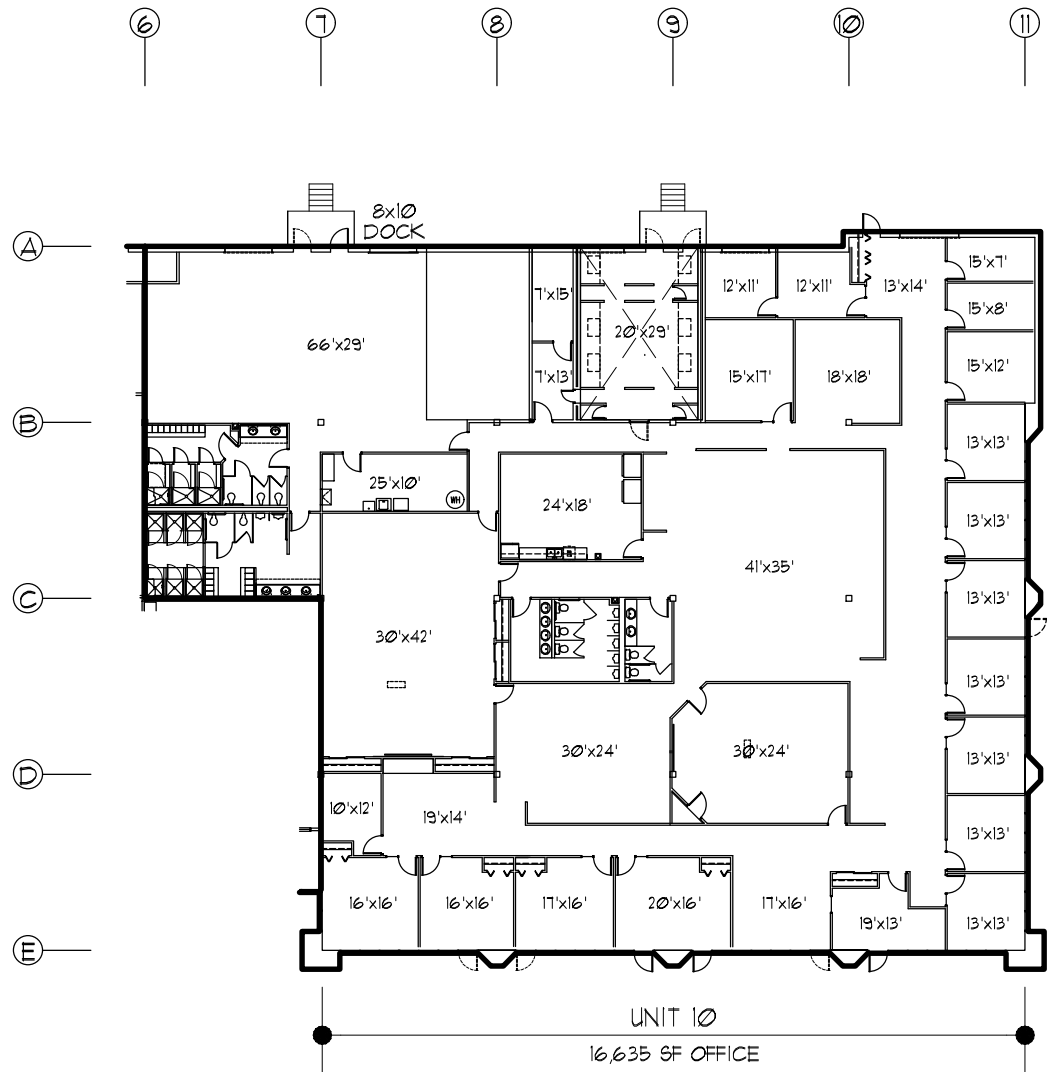 6 7 8 9 10 11
8x10
DOCK
A
15'x7'
12'x11' 12'x11' 13'x14'
7'x15'
15'x8'
20'x29'
66'x29'
15'x12'
7'x13' 15'x17' 18'x18'
B
13'x13'
25'x10'
WH
24'x18'
13'x13'
41'x35'
C
13'x13'
30'x42'
13'x13'
30'x24' 30'x24'
13'x13'
D
10'x12'
19'x14'
13'x13'
16'x16' 16'x16' 17'x16' 20'x16' 17'x16'
19'x13' 13'x13'
E
UNIT 10
16,635 SF OFFICE